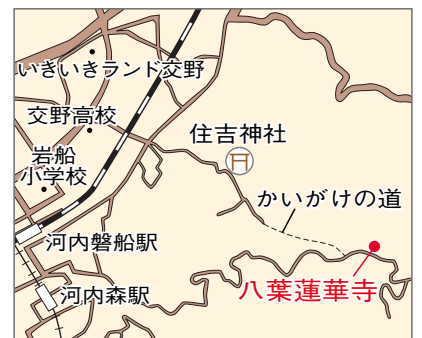 いきいきランド交野
交野高校
住吉神社
岩船
小学校
かいがけの道
河内磐船駅
八葉蓮華寺
河内森駅